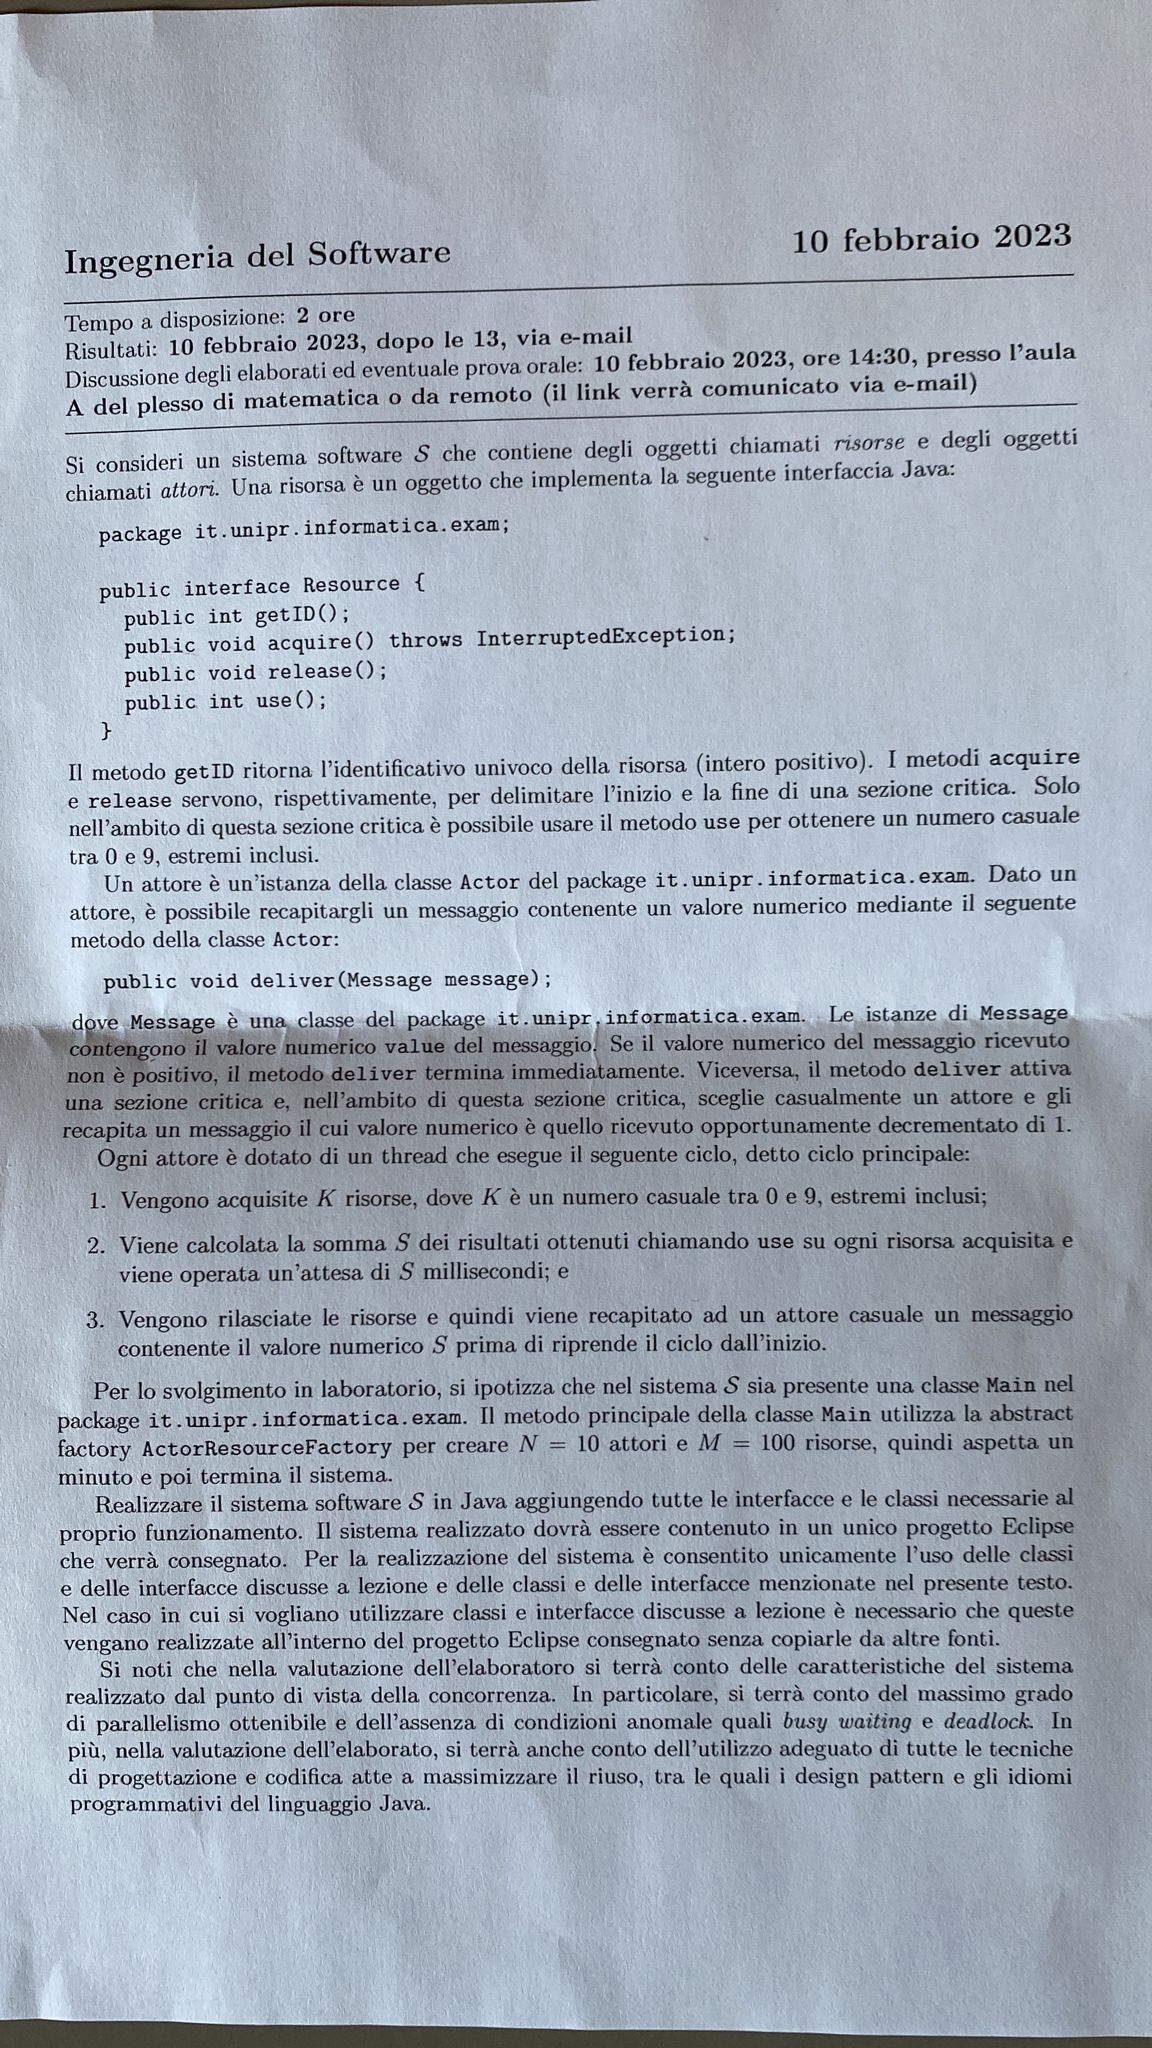 Ingegneria del Software 10 febbraio 2023
Tempo a disposizione: 2 ore
Risultati: 10 febbraio 2023, dopo le 13, via e-mail
Discussione degli elaborati ed eventuale prova orale: 10 febbraio 2023, ore 14:30, presso l'aula
A del plesso di matematica o da remoto (il link verrà comunicato via e-mail)
Si consideri un sistema software S che contiene degli oggetti chiamati risorse e degli oggetti
chiamati attori. Una risorsa è un oggetto che implementa la seguente interfaccia Java:
package it.unipr.informatica.exam;
public interface Resource {
public int getID();
public void acquire() throws InterruptedException;
public void release();
public int use();
}
Il metodo getID ritorna l'identificativo univoco della risorsa (intero positivo). I metodi acquire
e release servono, rispettivamente, per delimitare l'inizio e la fine di una sezione critica. Solo
nell'ambito di questa sezione critica è possibile usare il metodo use per ottenere un numero casuale
tra 0 e 9, estremi inclusi.
Un attore è un'istanza della classe Actor del package it.unipr.informatica.exam. Dato un
attore, è possibile recapitargli un messaggio contenente un valore numerico mediante il seguente
metodo della classe Actor:
public void deliver(Message message);
dove Message è una classe del package it.unipr.informatica.exam. Le istanze di Message
contengono il valore numerico value del messaggio. Se il valore numerico del messaggio ricevuto
non è positivo, il metodo deliver termina immediatamente. Viceversa, il metodo deliver attiva
una sezione critica e, nell'ambito di questa sezione critica, sceglie casualmente un attore e gli
recapita un messaggio il cui valore numerico è quello ricevuto opportunamente decrementato di 1.
Ogni attore è dotato di un thread che esegue il seguente ciclo, detto ciclo principale:
1. Vengono acquisite K risorse, dove K è un numero casuale tra 0 e 9, estremi inclusi;
2. Viene calcolata la somma S dei risultati ottenuti chiamando use su ogni risorsa acquisita e
viene operata un'attesa di S millisecondi; e
3. Vengono rilasciate le risorse e quindi viene recapitato ad un attore casuale un messaggio
contenente il valore numerico S prima di riprende il ciclo dall'inizio.
Per lo svolgimento in laboratorio, si ipotizza che nel sistema S sia presente una classe Main nel
package it.unipr.informatica.exam. Il metodo principale della classe Main utilizza la abstract
factory ActorResourceFactory per creare N = 10 attori e M = 100 risorse, quindi aspetta un
minuto e poi termina il sistema.
Realizzare il sistema software S in Java aggiungendo tutte le interfacce e le classi necessarie al
proprio funzionamento. Il sistema realizzato dovrà essere contenuto in un unico progetto Eclipse
che verrà consegnato. Per la realizzazione del sistema è consentito unicamente l'uso delle classi
e delle interfacce discusse a lezione e delle classi e delle interfacce menzionate nel presente testo.
Nel caso in cui si vogliano utilizzare classi e interfacce discusse a lezione è necessario che queste
vengano realizzate all'interno del progetto Eclipse consegnato senza copiarle da altre fonti.
Si noti che nella valutazione dell'elaboratoro si terrà conto delle caratteristiche del sistema
realizzato dal punto di vista della concorrenza. In particolare, si terrà conto del massimo grado
di parallelismo ottenibile e dell'assenza di condizioni anomale quali busy waiting e deadlock. In
più, nella valutazione dell'elaborato, si terrà anche conto dell'utilizzo adeguato di tutte le tecniche
di progettazione e codifica atte a massimizzare il riuso, tra le quali i design pattern e gli idiomi
programmativi del linguaggio Java.